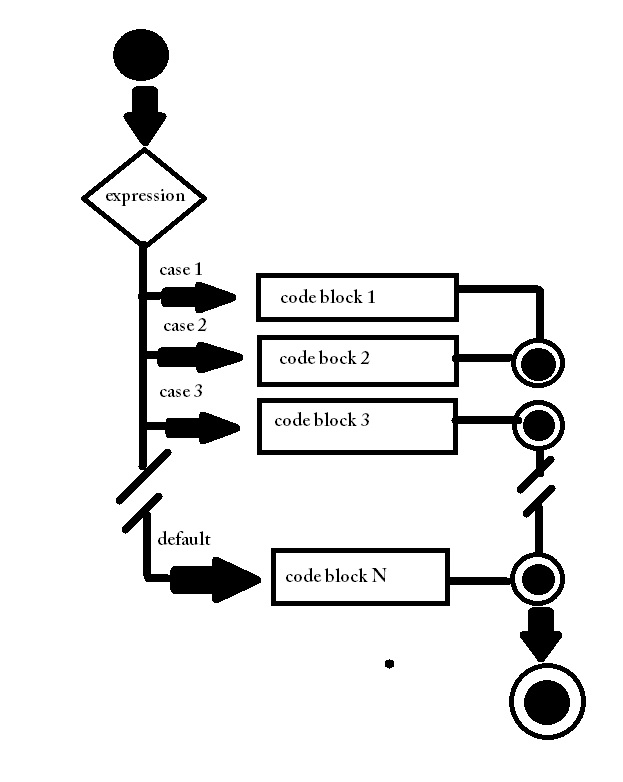 expression
case 1
code block 1
case 2
code bock 2
case 3
code block 3
default
code block N